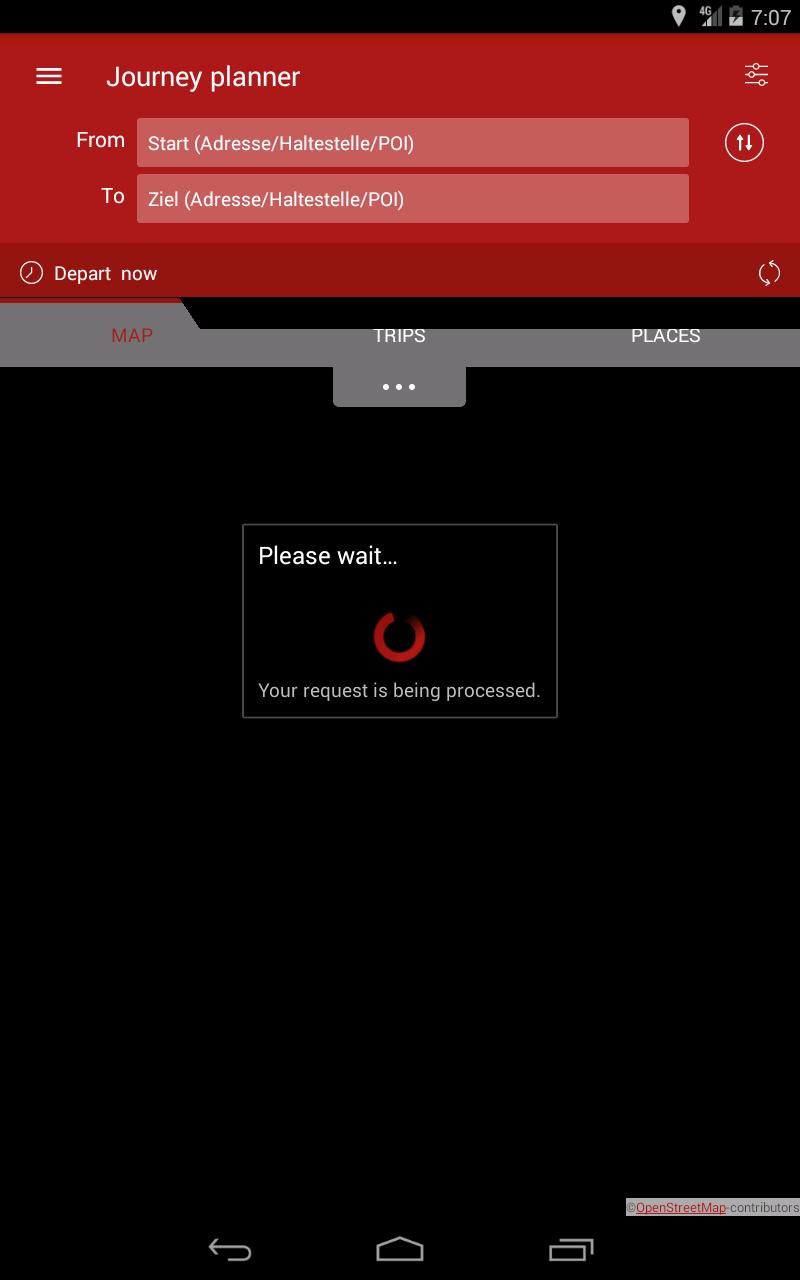 4G 7:07
Journey planner
From Start (Adresse/Haltestelle/POI)
To Ziel (Adresse/Haltestelle/POI)
Depart now
MAP TRIPS PLACES
Please wait...
Your request is being processed.
©OpenStreetMap-contributors